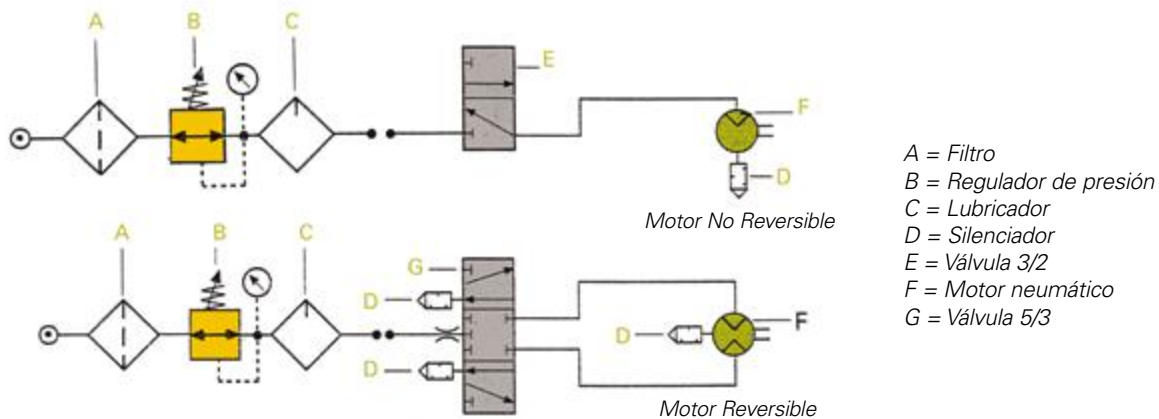 A B C
E
F
D
Motor No Reversible
A B C
G
D
D
D
F
Motor Reversible
A = Filtro
B = Regulador de presión
C = Lubricador
D = Silenciador
E = Válvula 3/2
F = Motor neumático
G = Válvula 5/3